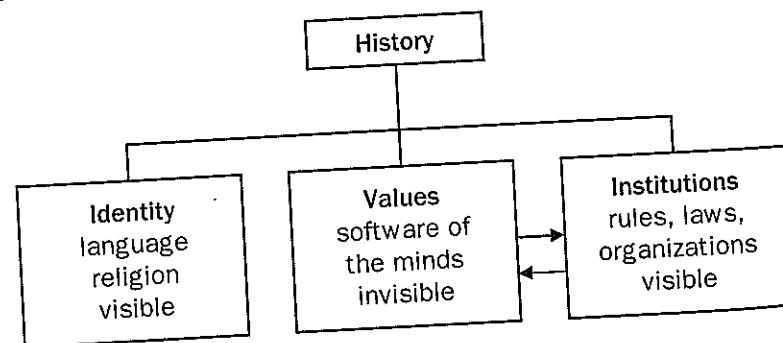 History
Identity
language
religion
visible
Values
software of
the minds
invisible
Institutions
rules, laws,
organizations
visible